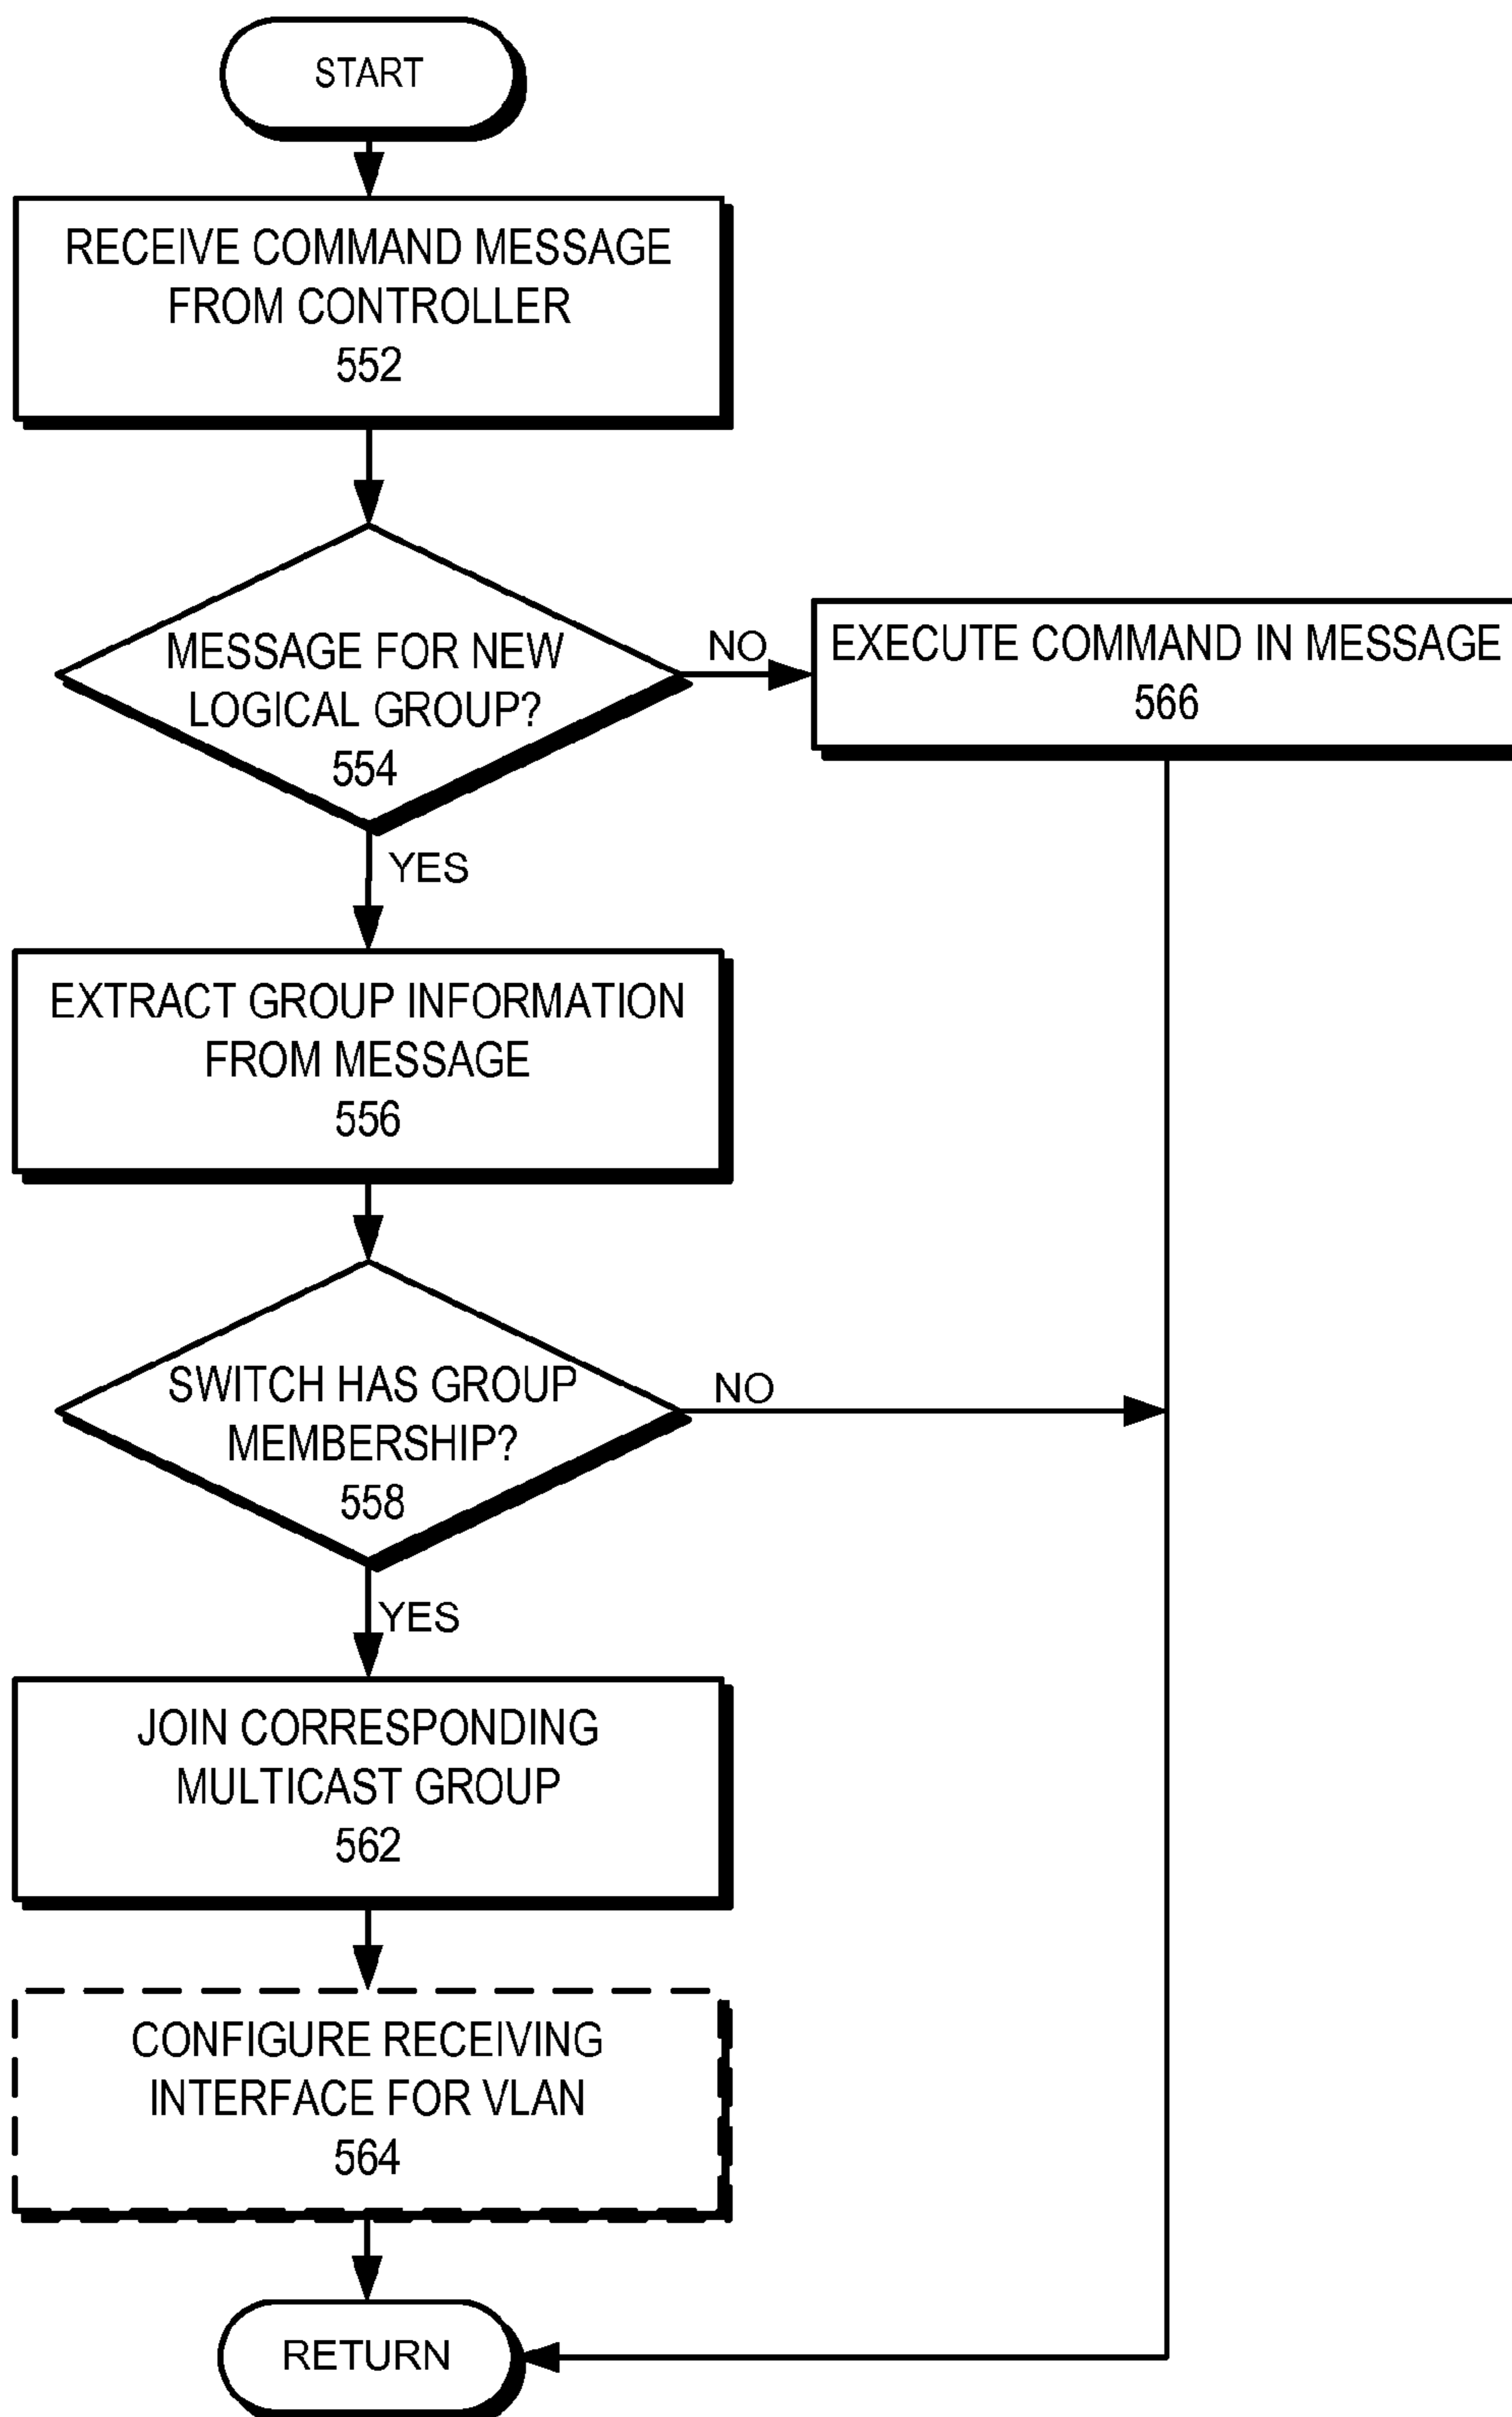 START
RECEIVE COMMAND MESSAGE
FROM CONTROLLER
552
MESSAGE FOR NEW
LOGICAL GROUP?
554
NO
EXECUTE COMMAND IN MESSAGE
566
YES
EXTRACT GROUP INFORMATION
FROM MESSAGE
556
SWITCH HAS GROUP
MEMBERSHIP?
558
NO
YES
JOIN CORRESPONDING
MULTICAST GROUP
562
CONFIGURE RECEIVING
INTERFACE FOR VLAN
564
RETURN